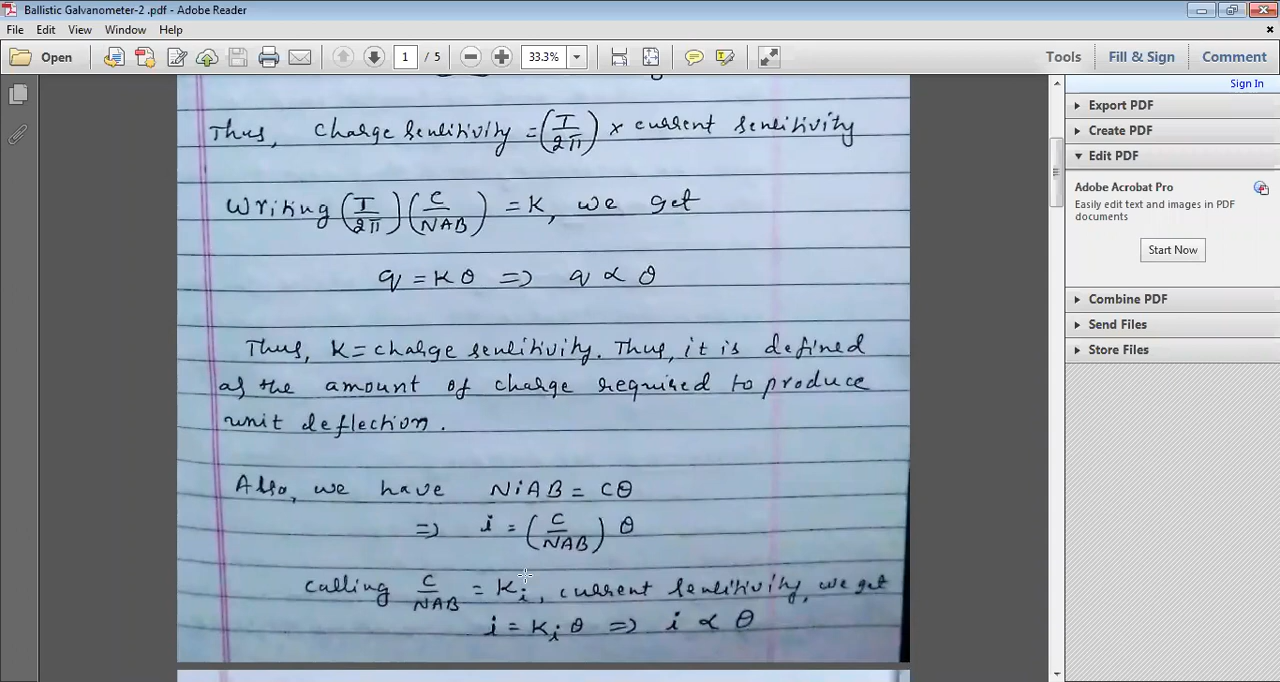 Ballistic Galvanometer-2 .pdf - Adobe Reader
File Edit View Window Help
Open 1 / 5 33.3% Tools Fill & Sign Comment
Sign In
Export PDF
Create PDF
Edit PDF
Adobe Acrobat Pro
Easily edit text and images in PDF
documents
Start Now
Combine PDF
Send Files
Store Files
Thus, Charge sensitivity = (T/2π) × current sensitivity
Writing (T/2π) (C/NAB) = K, we get
q = Kθ ⇒ q ∝ θ
Thus, K = charge sensitivity. Thus, it is defined
as the amount of charge required to produce
unit deflection.
Also, we have NiAB = Cθ
⇒ i = (C/NAB) θ
calling C/NAB = Ki, current sensitivity, we get
i = Ki θ ⇒ i ∝ θ